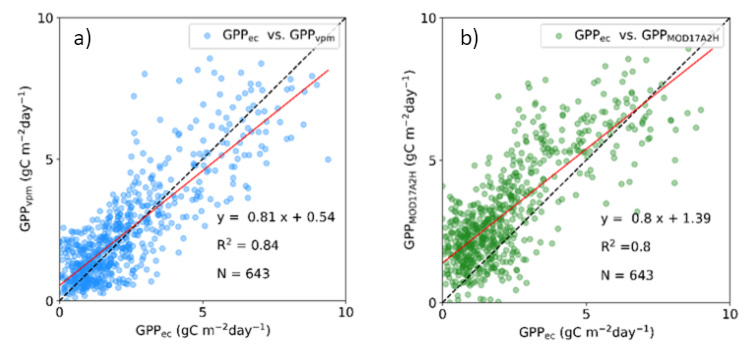 a)
GPPec vs. GPPvpm
10
5
0
GPPvpm (gC m−2day−1)
y = 0.81 x + 0.54
R2 = 0.84
N = 643
0 5 10
GPPec (gC m−2day−1)
b)
GPPec vs. GPPMOD17A2H
10
5
0
GPPMOD17A2H (gC m−2day−1)
y = 0.8 x + 1.39
R2 =0.8
N = 643
0 5 10
GPPec (gC m−2day−1)